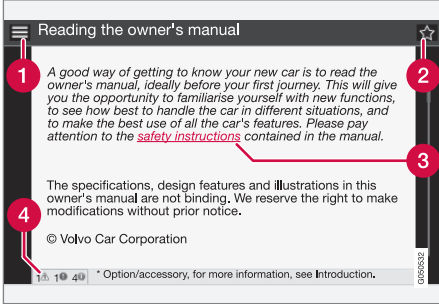 Reading the owner's manual
1
2
A good way of getting to know your new car is to read the
owner's manual, ideally before your first journey. This will give
you the opportunity to familiarise yourself with new functions,
to see how best to handle the car in different situations, and
to make the best use of all the car's features. Please pay
attention to the safety instructions contained in the manual.
3
The specifications, design features and illustrations in this
owner's manual are not binding. We reserve the right to make
modifications without prior notice.
4
© Volvo Car Corporation
1 1 4 * Option/accessory, for more information, see Introduction.
G050532